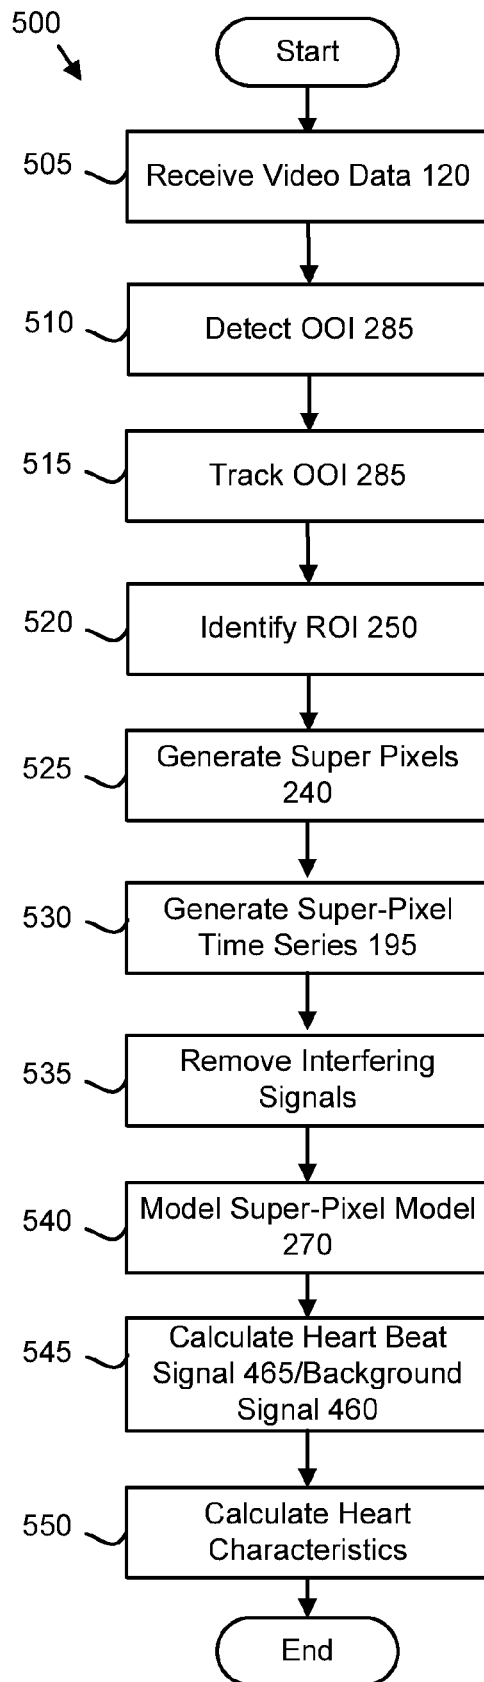 500
Start
505
Receive Video Data 120
510
Detect OOI 285
515
Track OOI 285
520
Identify ROI 250
525
Generate Super Pixels
240
530
Generate Super-Pixel
Time Series 195
535
Remove Interfering
Signals
540
Model Super-Pixel Model
270
545
Calculate Heart Beat
Signal 465/Background
Signal 460
550
Calculate Heart
Characteristics
End